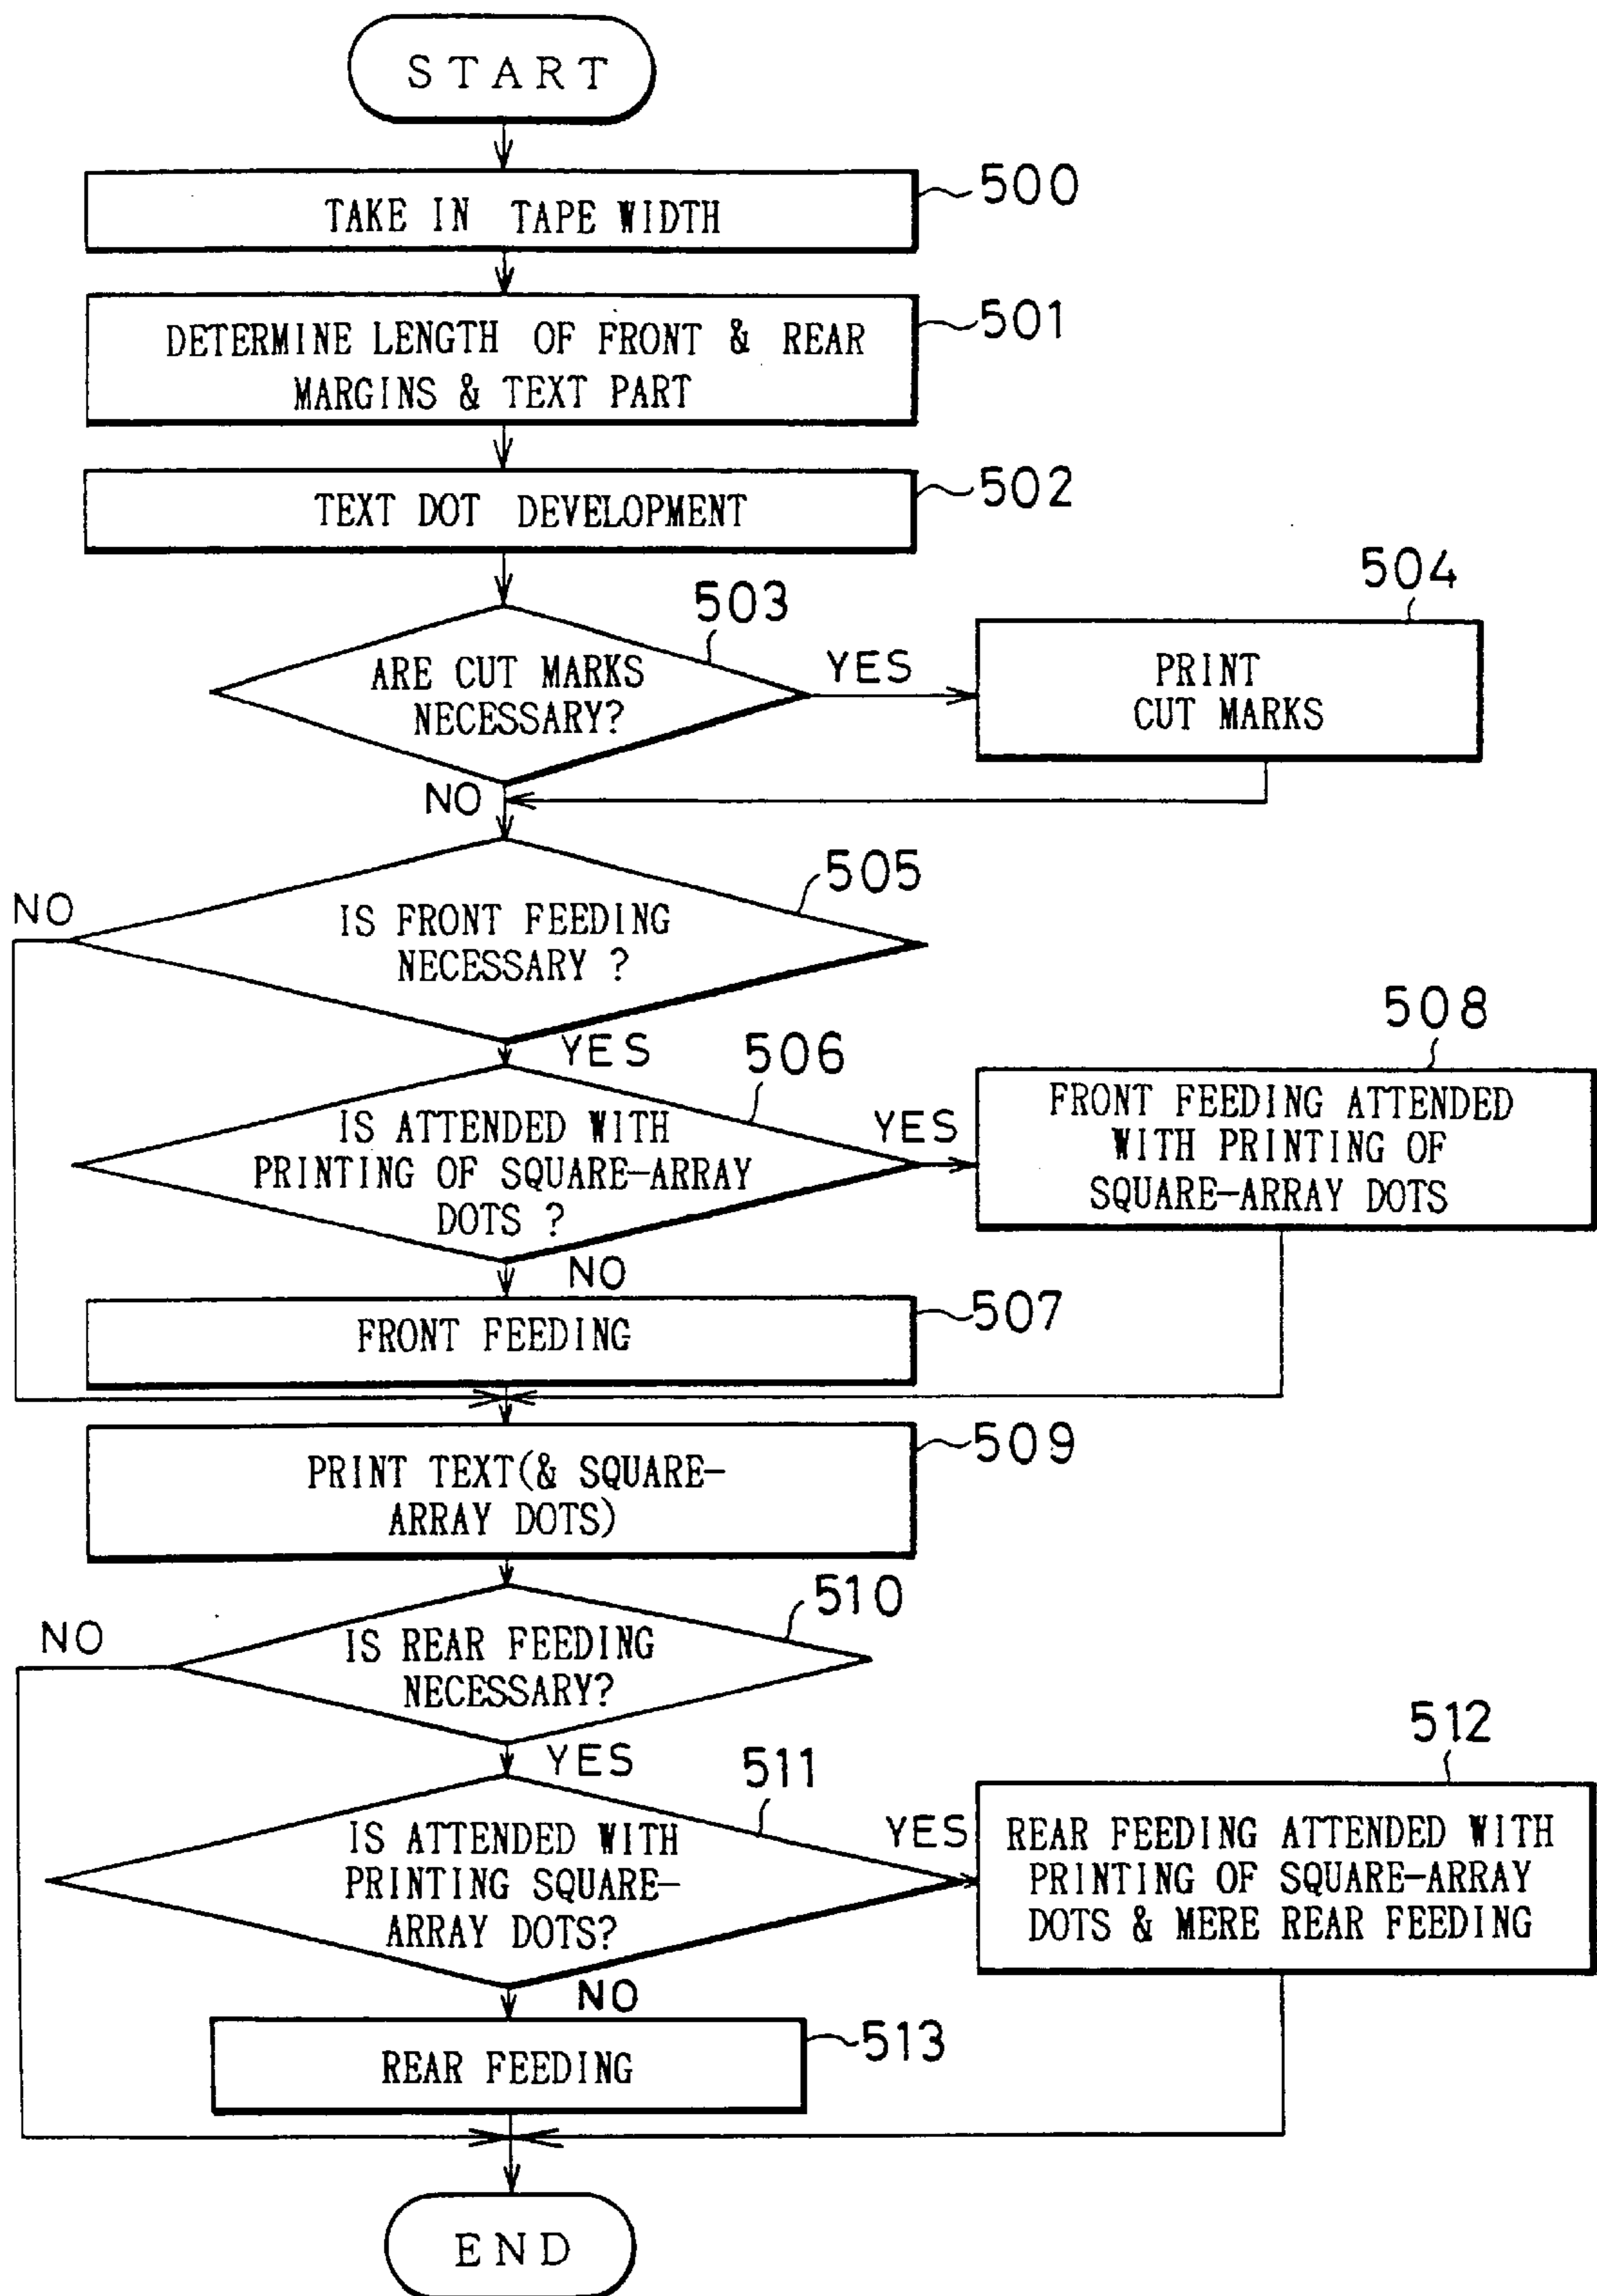 START
500
TAKE IN TAPE WIDTH
501
DETERMINE LENGTH OF FRONT & REAR
MARGINS & TEXT PART
502
TEXT DOT DEVELOPMENT
503
504
ARE CUT MARKS
NECESSARY?
YES
PRINT
CUT MARKS
NO
505
NO
IS FRONT FEEDING
NECESSARY ?
YES
506
508
IS ATTENDED WITH
PRINTING OF SQUARE-ARRAY
DOTS ?
YES
FRONT FEEDING ATTENDED
WITH PRINTING OF
SQUARE-ARRAY DOTS
NO
507
FRONT FEEDING
509
PRINT TEXT(& SQUARE-
ARRAY DOTS)
510
NO
IS REAR FEEDING
NECESSARY?
YES
511
512
IS ATTENDED WITH
PRINTING SQUARE-
ARRAY DOTS?
YES
REAR FEEDING ATTENDED WITH
PRINTING OF SQUARE-ARRAY
DOTS & MERE REAR FEEDING
NO
513
REAR FEEDING
END